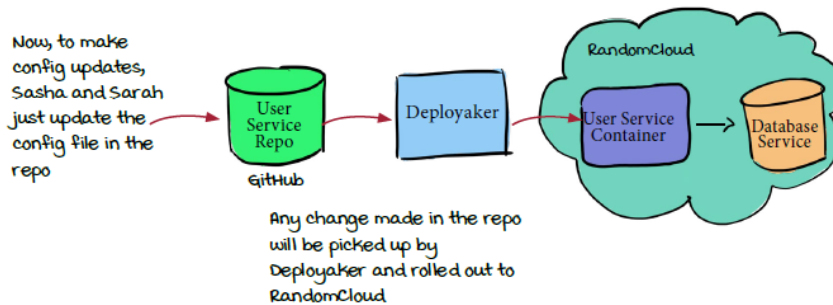 Now, to make
config updates,
Sasha and Sarah
just update the
config file in the
repo
User
Service
Repo
GitHub
Deployaker
RandomCloud
User Service
Container
Database
Service
Any change made in the repo
will be picked up by
Deployaker and rolled out to
RandomCloud